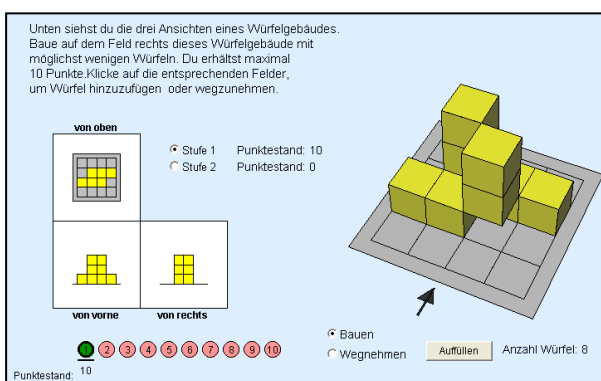 Unten siehst du die drei Ansichten eines Würfelgebäudes.
Baue auf dem Feld rechts dieses Würfelgebäude mit
möglichst wenigen Würfeln. Du erhältst maximal
10 Punkte.Klicke auf die entsprechenden Felder,
um Würfel hinzuzufügen oder wegzunehmen.
von oben
Stufe 1 Punktestand: 10
Stufe 2 Punktestand: 0
von vorne von rechts
Bauen
Wegnehmen
Auffüllen
Anzahl Würfel: 8
1 2 3 4 5 6 7 8 9 10
Punktestand: 10